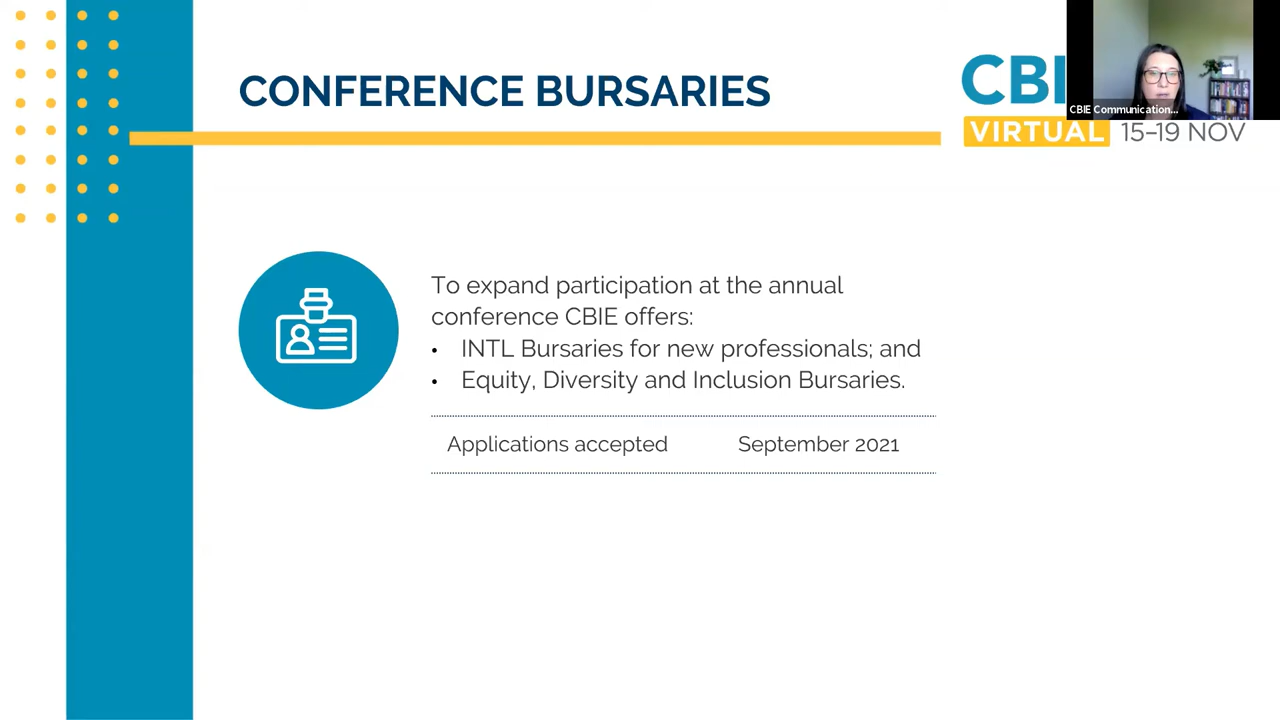 CONFERENCE BURSARIES
CBI
VIRTUAL 15-19 NOV
CBIE Communication...
To expand participation at the annual
conference CBIE offers:
• INTL Bursaries for new professionals; and
• Equity, Diversity and Inclusion Bursaries.
Applications accepted September 2021